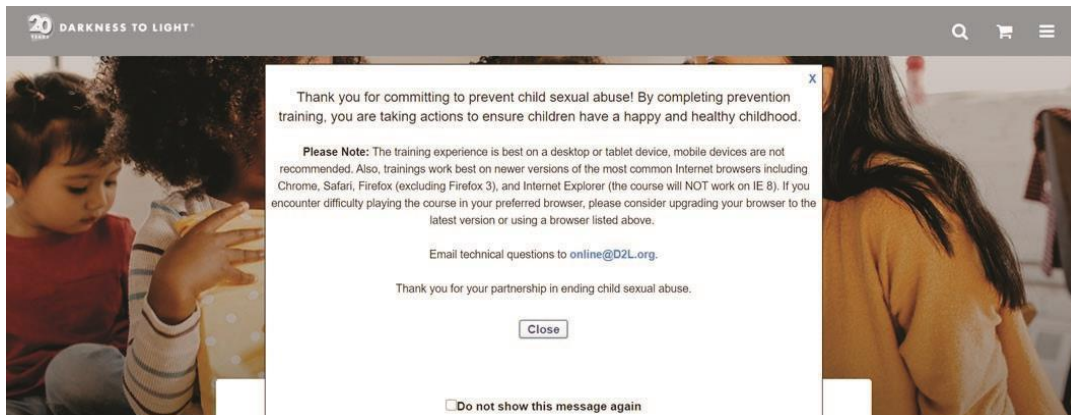 20
YEARS
DARKNESS TO LIGHT®
X
Thank you for committing to prevent child sexual abuse! By completing prevention
training, you are taking actions to ensure children have a happy and healthy childhood.
Please Note: The training experience is best on a desktop or tablet device, mobile devices are not
recommended. Also, trainings work best on newer versions of the most common Internet browsers including
Chrome, Safari, Firefox (excluding Firefox 3), and Internet Explorer (the course will NOT work on IE 8). If you
encounter difficulty playing the course in your preferred browser, please consider upgrading your browser to the
latest version or using a browser listed above.
Email technical questions to online@D2L.org.
Thank you for your partnership in ending child sexual abuse.
Close
Do not show this message again